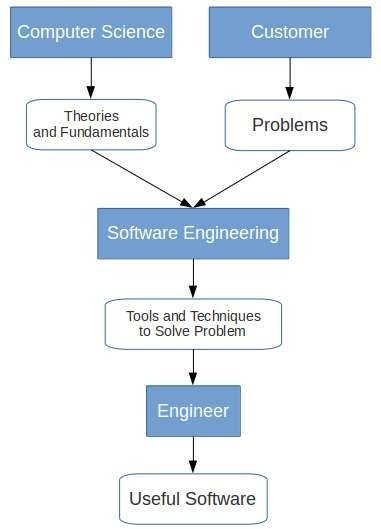 Computer Science
Customer
Theories
and Fundamentals
Problems
Software Engineering
Tools and Techniques
to Solve Problem
Engineer
Useful Software